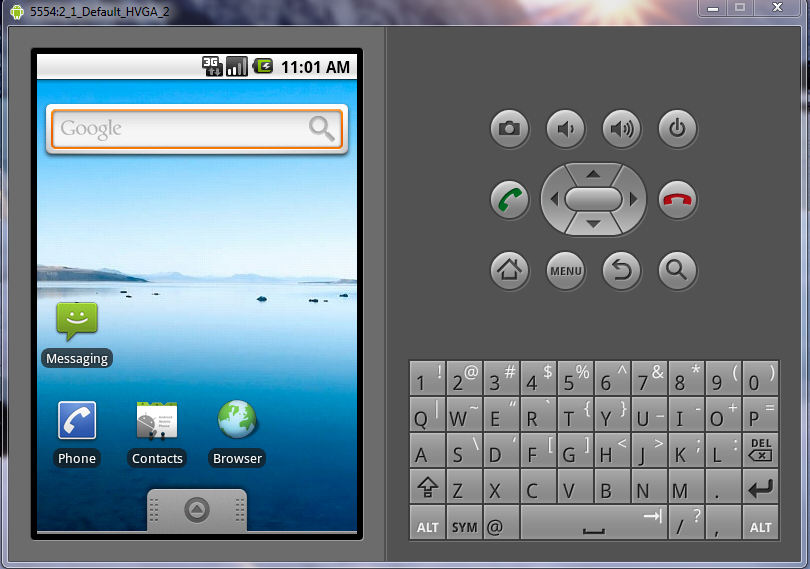 5554:2_1_Default_HVGA_2
3G 11:01 AM
Google
Messaging
Phone Contacts Browser
MENU
1 ! 2 @ 3 # 4 $ 5 % 6 ^ 7 & 8 * 9 ( 0 )
Q | W ~ E “ R ` T { Y } U _ I - O + P =
A S \ D ‘ F [ G ] H < J > K ; L : DEL
Z X C V B N M .
ALT SYM @ / ? , ALT